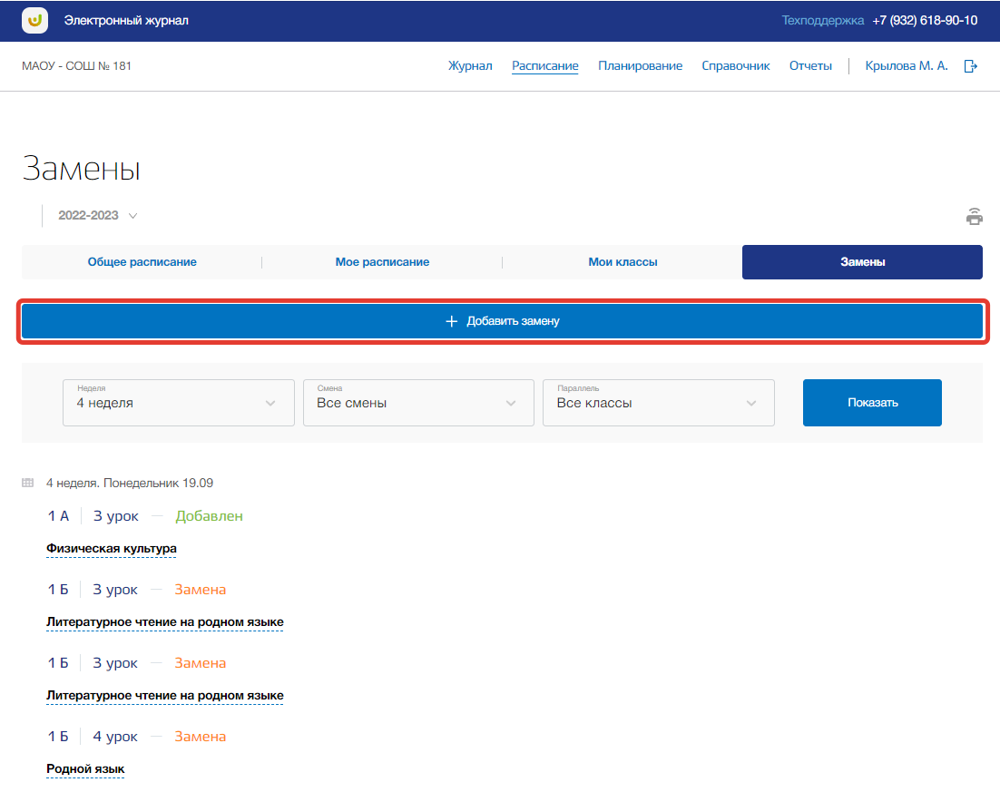 Электронный журнал
Техподдержка +7 (932) 618-90-10
МАОУ - СОШ № 181
Журнал Расписание Планирование Справочник Отчеты Крылова М. А.
Замены
2022-2023
Общее расписание Мое расписание Мои классы Замены
+ Добавить замену
Неделя Смена Параллель
4 неделя Все смены Все классы Показать
4 неделя. Понедельник 19.09
1 А 3 урок — Добавлен
Физическая культура
1 Б 3 урок — Замена
Литературное чтение на родном языке
1 Б 3 урок — Замена
Литературное чтение на родном языке
1 Б 4 урок — Замена
Родной язык